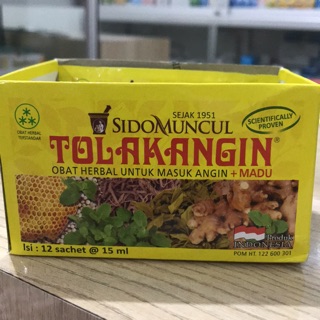 SEJAK 1951
SIDOMUNCUL
OBAT HERBAL
TERSTANDAR
SCIENTIFICALLY
PROVEN
TOLAKANGIN®
OBAT HERBAL UNTUK MASUK ANGIN + MADU
Isi : 12 sachet @ 15 ml
Produk
INDONESIA
POM HT. 122 600 301